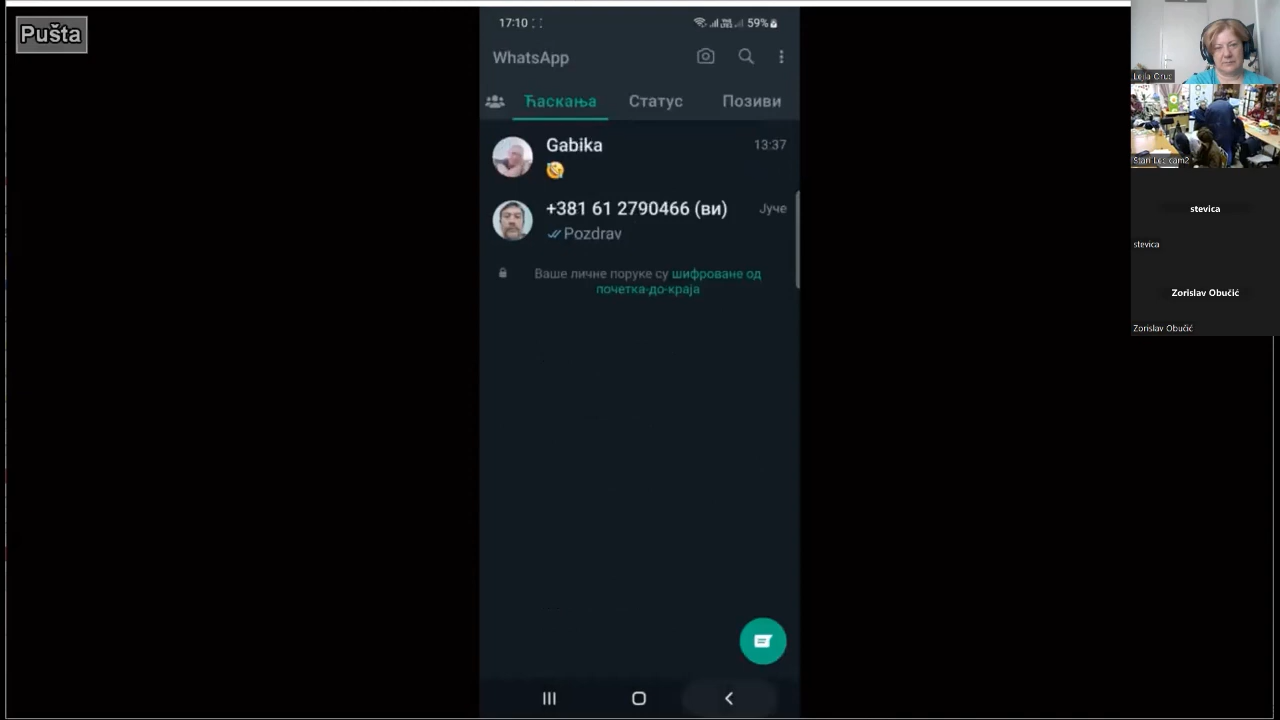 Pušta
17:10
59%
WhatsApp
Ћаскања
Статус
Позиви
Gabika
13:37
+381 61 2790466 (ви)
Јуче
Pozdrav
Ваше личне поруке су шифроване од
почетка-до-краја
stevica
stevica
Zorislav Obučić
Zorislav Obučić